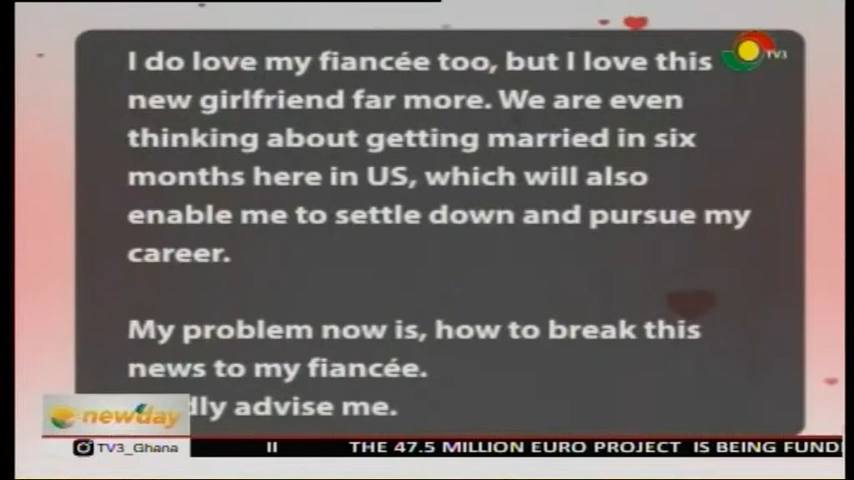 I do love my fiancée too, but I love this
TV3
new girlfriend far more. We are even
thinking about getting married in six
months here in US, which will also
enable me to settle down and pursue my
career.
My problem now is, how to break this
news to my fiancée.
dly advise me.
newday
TV3_Ghana
THE 47.5 MILLION EURO PROJECT IS BEING FUND